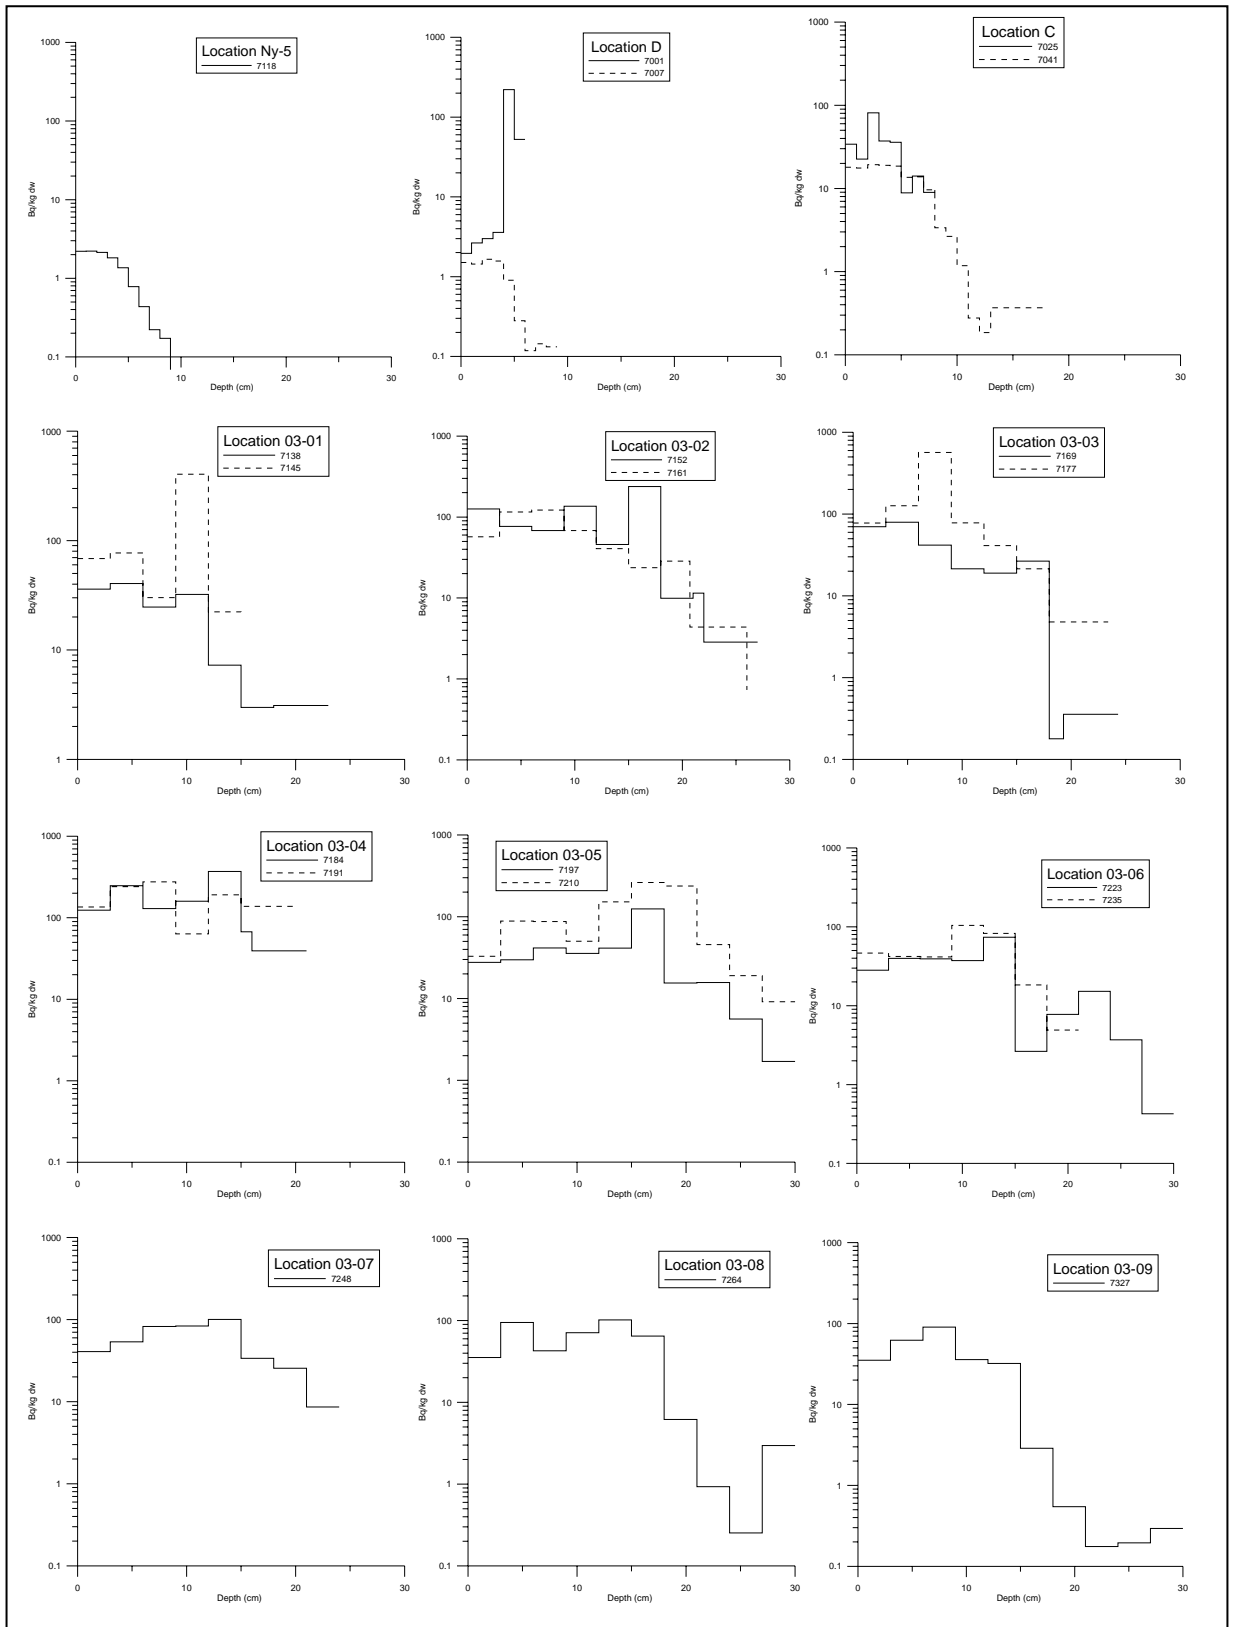 Location Ny-5
7118
1000
100
10
1
0.1
Bq/kg dw
0 10 20 30
Depth (cm)
Location D
7001
7007
1000
100
10
1
0.1
Bq/kg dw
0 10 20 30
Depth (cm)
Location C
7025
7041
1000
100
10
1
0.1
Bq/kg dw
0 10 20 30
Depth (cm)
Location 03-01
7138
7145
1000
100
10
1
Bq/kg dw
0 10 20 30
Depth (cm)
Location 03-02
7152
7161
1000
100
10
1
0.1
Bq/kg dw
0 10 20 30
Depth (cm)
Location 03-03
7169
7177
1000
100
10
1
0.1
Bq/kg dw
0 10 20 30
Depth (cm)
Location 03-04
7184
7191
1000
100
10
1
0.1
Bq/kg dw
0 10 20 30
Depth (cm)
Location 03-05
7197
7210
1000
100
10
1
0.1
Bq/kg dw
0 10 20 30
Depth (cm)
Location 03-06
7223
7235
1000
100
10
1
0.1
Bq/kg dw
0 10 20 30
Depth (cm)
Location 03-07
7248
1000
100
10
1
0.1
Bq/kg dw
0 10 20 30
Depth (cm)
Location 03-08
7264
1000
100
10
1
0.1
Bq/kg dw
0 10 20 30
Depth (cm)
Location 03-09
7327
1000
100
10
1
0.1
Bq/kg dw
0 10 20 30
Depth (cm)